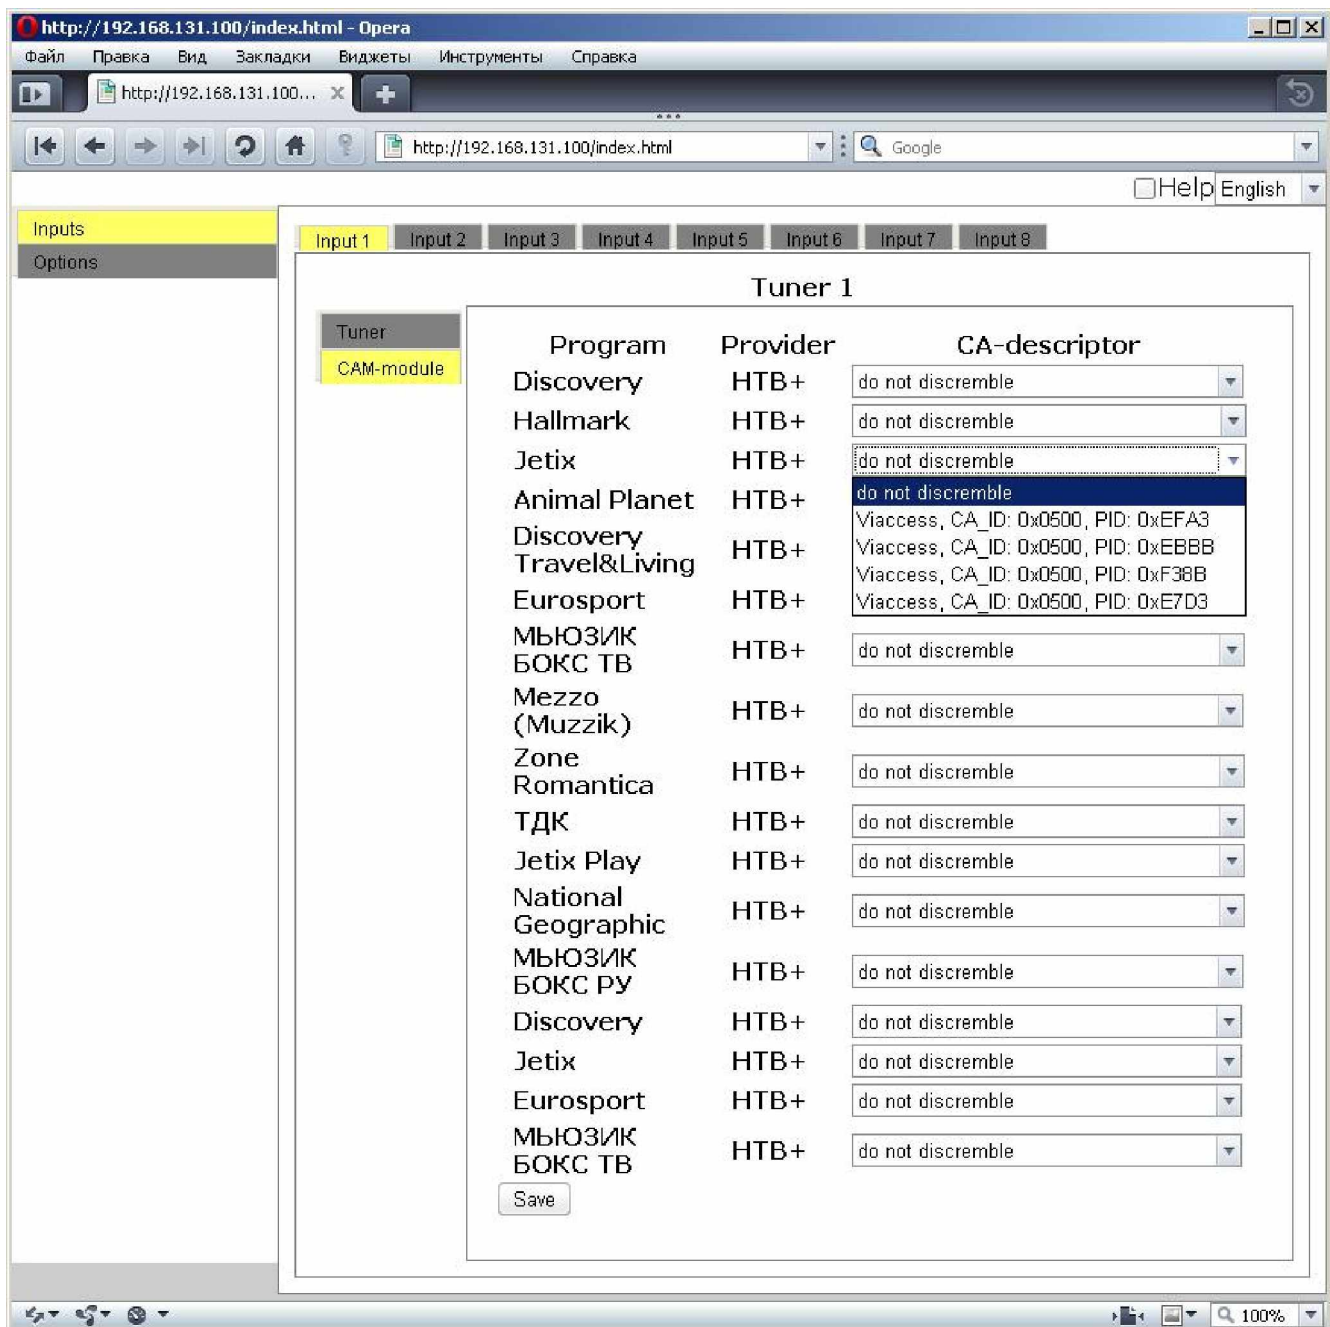 http://192.168.131.100/index.html - Opera
Файл Правка Вид Закладки Виджеты Инструменты Справка
http://192.168.131.100...
http://192.168.131.100/index.html Google
Help English
Inputs
Options
Input 1 Input 2 Input 3 Input 4 Input 5 Input 6 Input 7 Input 8
Tuner 1
Tuner
CAM-module
Program Provider CA-descriptor
Discovery НТВ+ do not discremble
Hallmark НТВ+ do not discremble
Jetix НТВ+ do not discremble
do not discremble
Viaccess, CA_ID: 0x0500, PID: 0xEFA3
Viaccess, CA_ID: 0x0500, PID: 0xEBBB
Viaccess, CA_ID: 0x0500, PID: 0xF38B
Viaccess, CA_ID: 0x0500, PID: 0xE7D3
Animal Planet НТВ+
Discovery
Travel&Living НТВ+
Eurosport НТВ+
МЬЮЗИК
БОКС ТВ НТВ+ do not discremble
Mezzo
(Muzzik) НТВ+ do not discremble
Zone
Romantica НТВ+ do not discremble
ТДК НТВ+ do not discremble
Jetix Play НТВ+ do not discremble
National
Geographic НТВ+ do not discremble
МЬЮЗИК
БОКС РУ НТВ+ do not discremble
Discovery НТВ+ do not discremble
Jetix НТВ+ do not discremble
Eurosport НТВ+ do not discremble
МЬЮЗИК
БОКС ТВ НТВ+ do not discremble
Save
100%